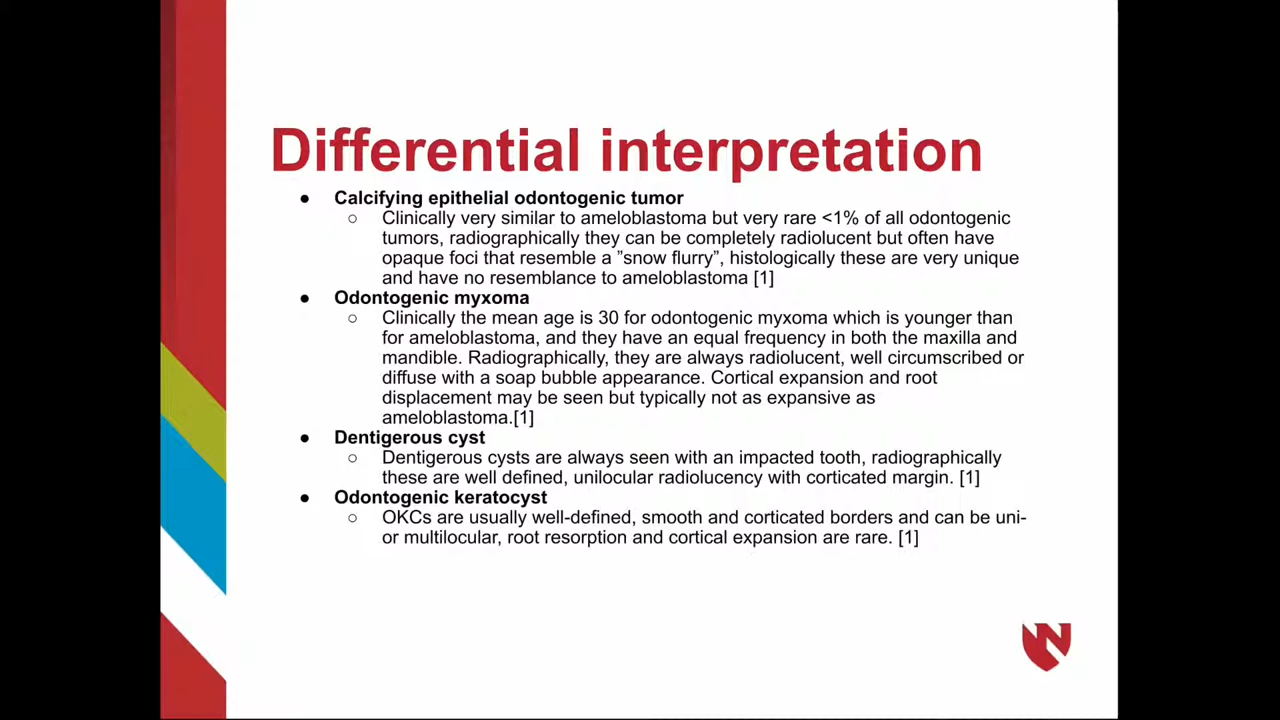 Differential interpretation
● Calcifying epithelial odontogenic tumor
○ Clinically very similar to ameloblastoma but very rare <1% of all odontogenic
tumors, radiographically they can be completely radiolucent but often have
opaque foci that resemble a ”snow flurry”, histologically these are very unique
and have no resemblance to ameloblastoma [1]
● Odontogenic myxoma
○ Clinically the mean age is 30 for odontogenic myxoma which is younger than
for ameloblastoma, and they have an equal frequency in both the maxilla and
mandible. Radiographically, they are always radiolucent, well circumscribed or
diffuse with a soap bubble appearance. Cortical expansion and root
displacement may be seen but typically not as expansive as
ameloblastoma.[1]
● Dentigerous cyst
○ Dentigerous cysts are always seen with an impacted tooth, radiographically
these are well defined, unilocular radiolucency with corticated margin. [1]
● Odontogenic keratocyst
○ OKCs are usually well-defined, smooth and corticated borders and can be uni-
or multilocular, root resorption and cortical expansion are rare. [1]
N